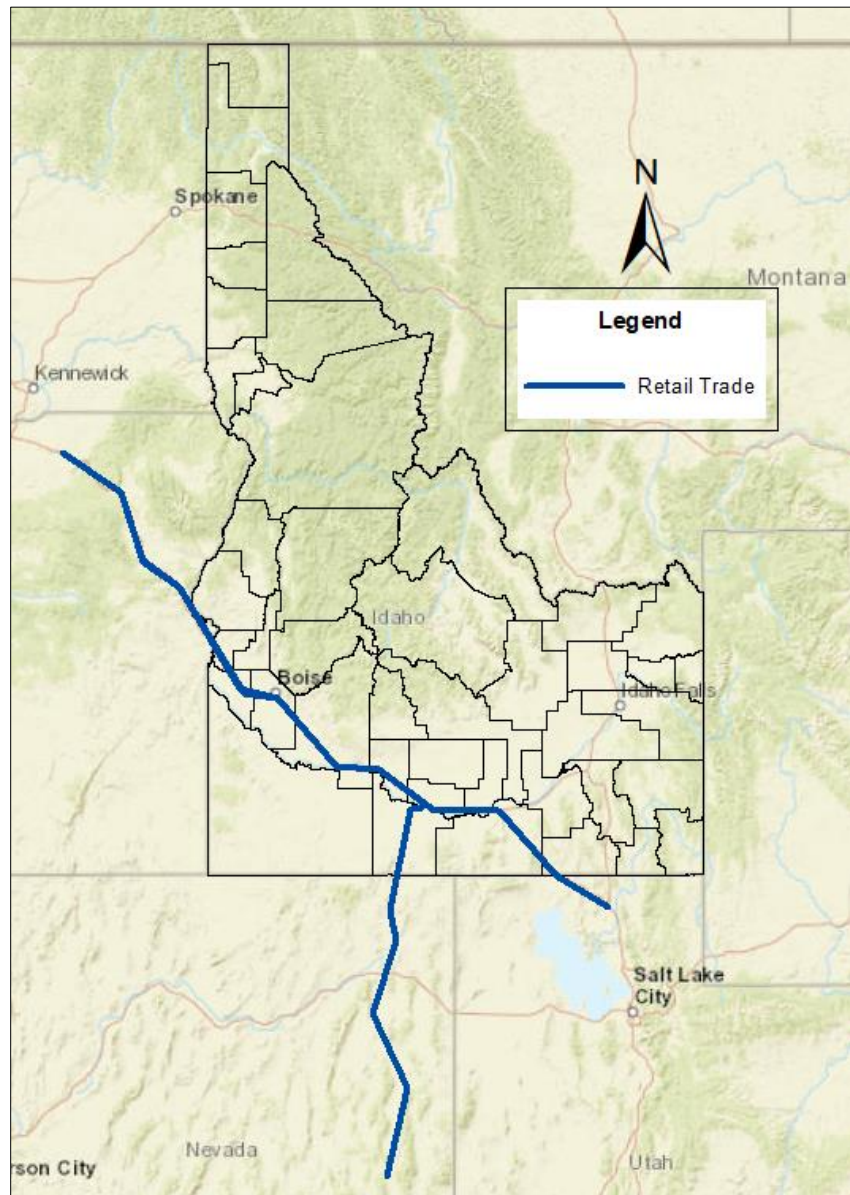 Spokane
N
Montana
Legend
Kennewick
Retail Trade
Idaho
Boise
Idaho Falls
Salt Lake
City
Nevada
Utah
rson City